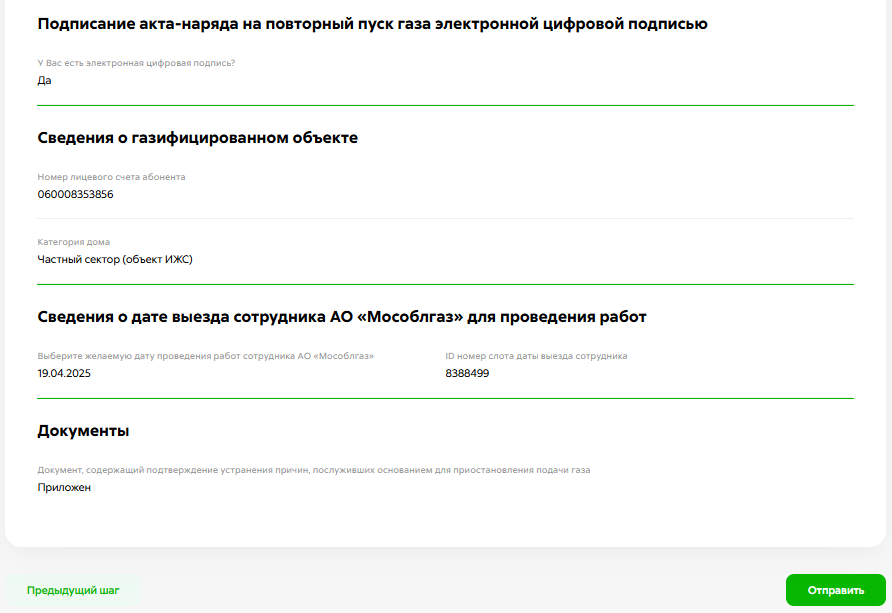 Подписание акта-наряда на повторный пуск газа электронной цифровой подписью
У Вас есть электронная цифровая подпись?
Да
Сведения о газифицированном объекте
Номер лицевого счета абонента
060008353856
Категория дома
Частный сектор (объект ИЖС)
Сведения о дате выезда сотрудника АО «Мособлгаз» для проведения работ
Выберите желаемую дату проведения работ сотрудника АО «Мособлгаз»
ID номер слота даты выезда сотрудника
19.04.2025
8388499
Документы
Документ, содержащий подтверждение устранения причин, послуживших основанием для приостановления подачи газа
Приложен
Предыдущий шаг
Отправить